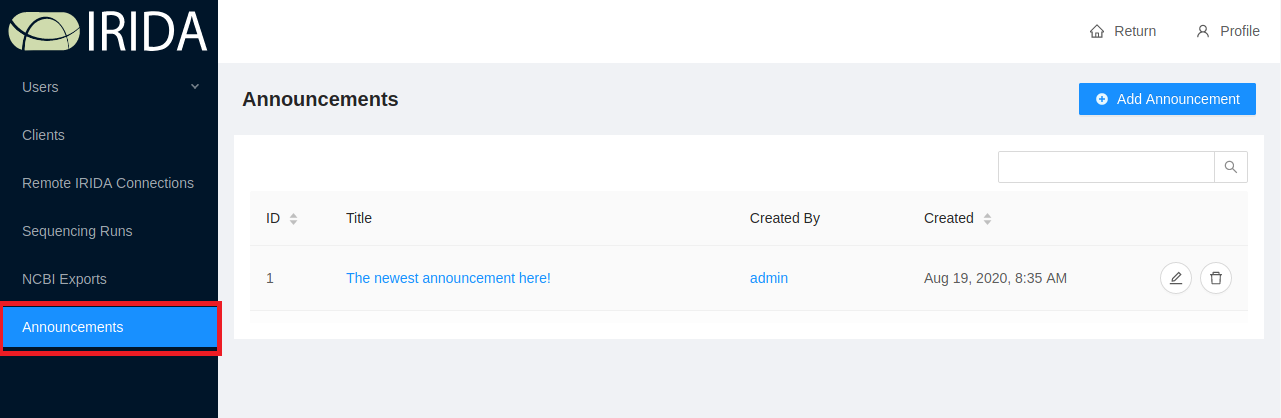 IRIDA
Return
Profile
Users
Clients
Remote IRIDA Connections
Sequencing Runs
NCBI Exports
Announcements
Announcements
Add Announcement
ID Title Created By Created
1 The newest announcement here! admin Aug 19, 2020, 8:35 AM